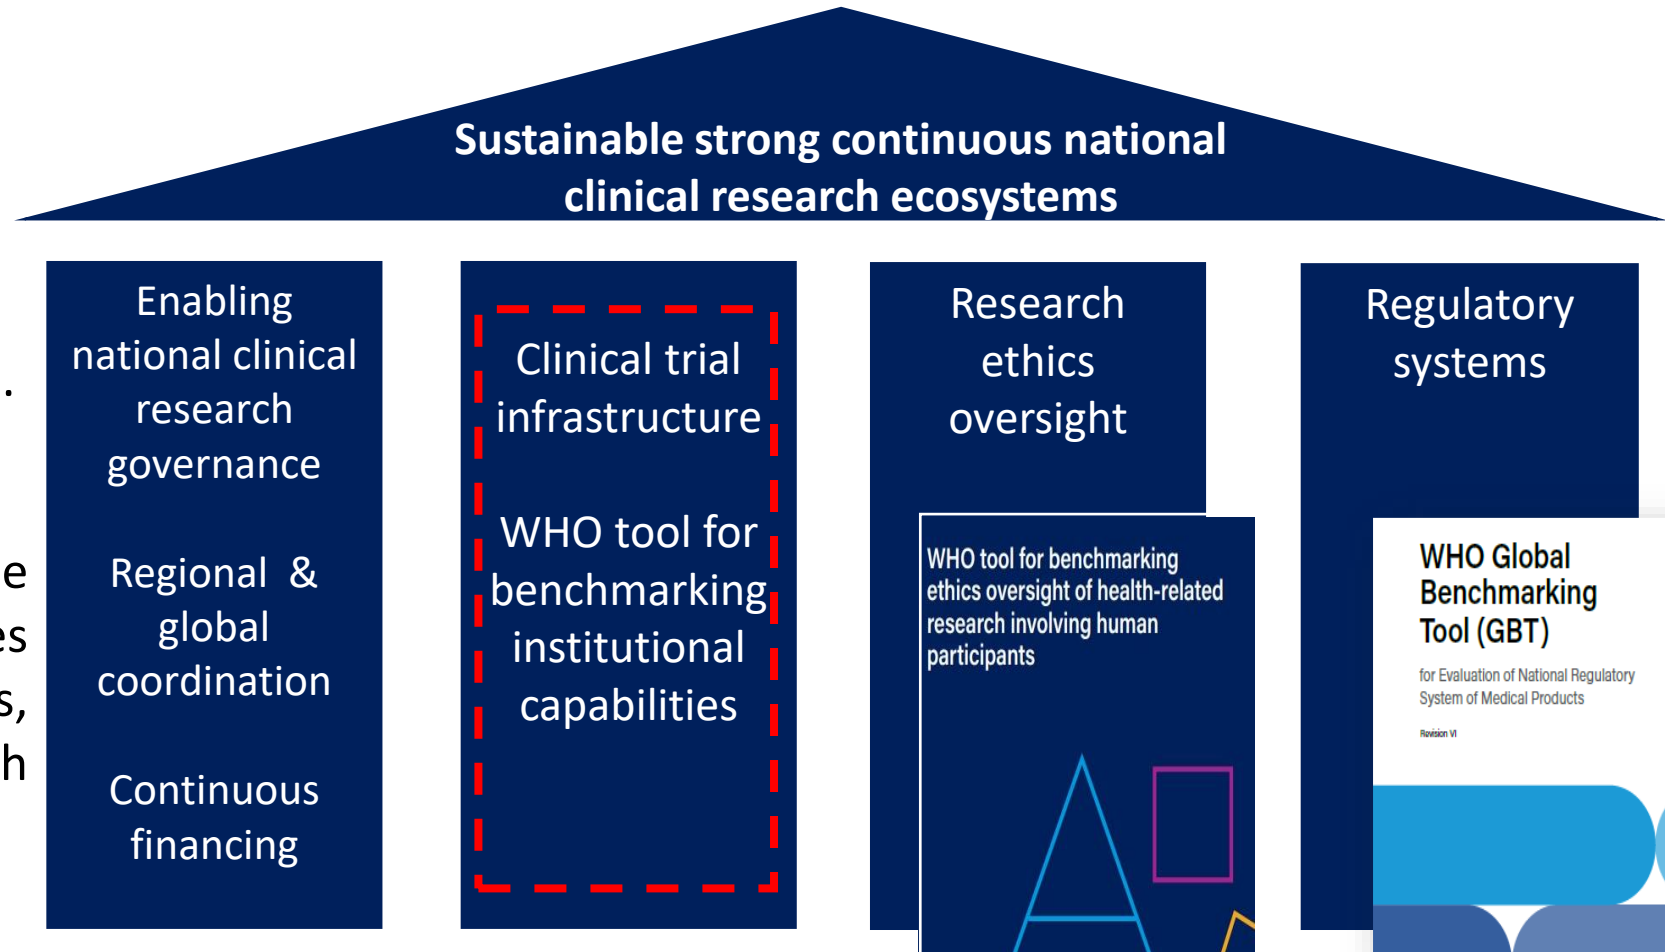 Sustainable strong continuous national
clinical research ecosystems
.
e
es
s,
h
Enabling
national clinical
research
governance
Regional & 
global
coordination
Continuous
financing
Clinical trial
infrastructure
WHO tool for
benchmarking
institutional
capabilities
Research
ethics
oversight
WHO tool for benchmarking
ethics oversight of health-related
research involving human
participants
Regulatory
systems
WHO Global
Benchmarking
Tool (GBT)
for Evaluation of National Regulatory
System of Medical Products
Revision VI